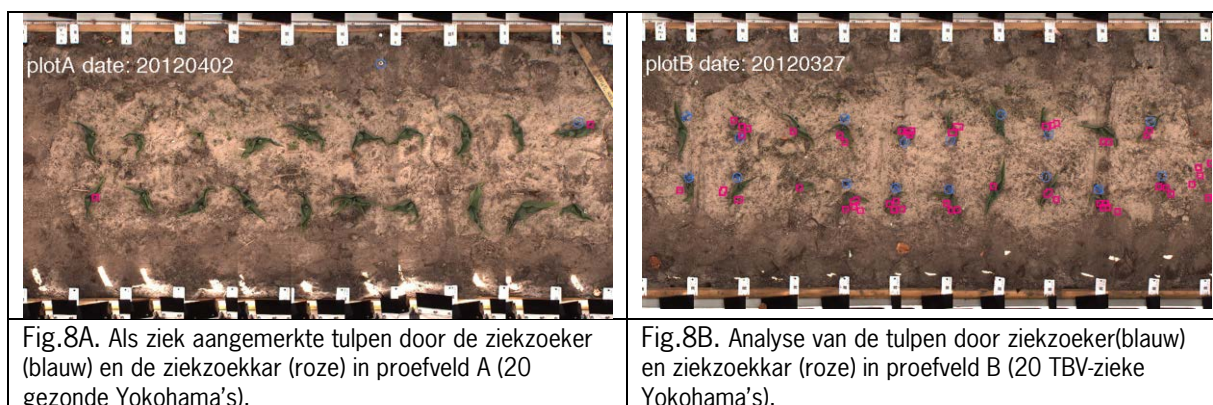 plotA date: 20120402
plotB date: 20120327
Fig.8A. Als ziek aangemerkte tulpen door de ziekzoeker
(blauw) en de ziekzoekkar (roze) in proefveld A (20
gezonde Yokohama's).
Fig.8B. Analyse van de tulpen door ziekzoeker(blauw)
en ziekzoekkar (roze) in proefveld B (20 TBV-zieke
Yokohama's).